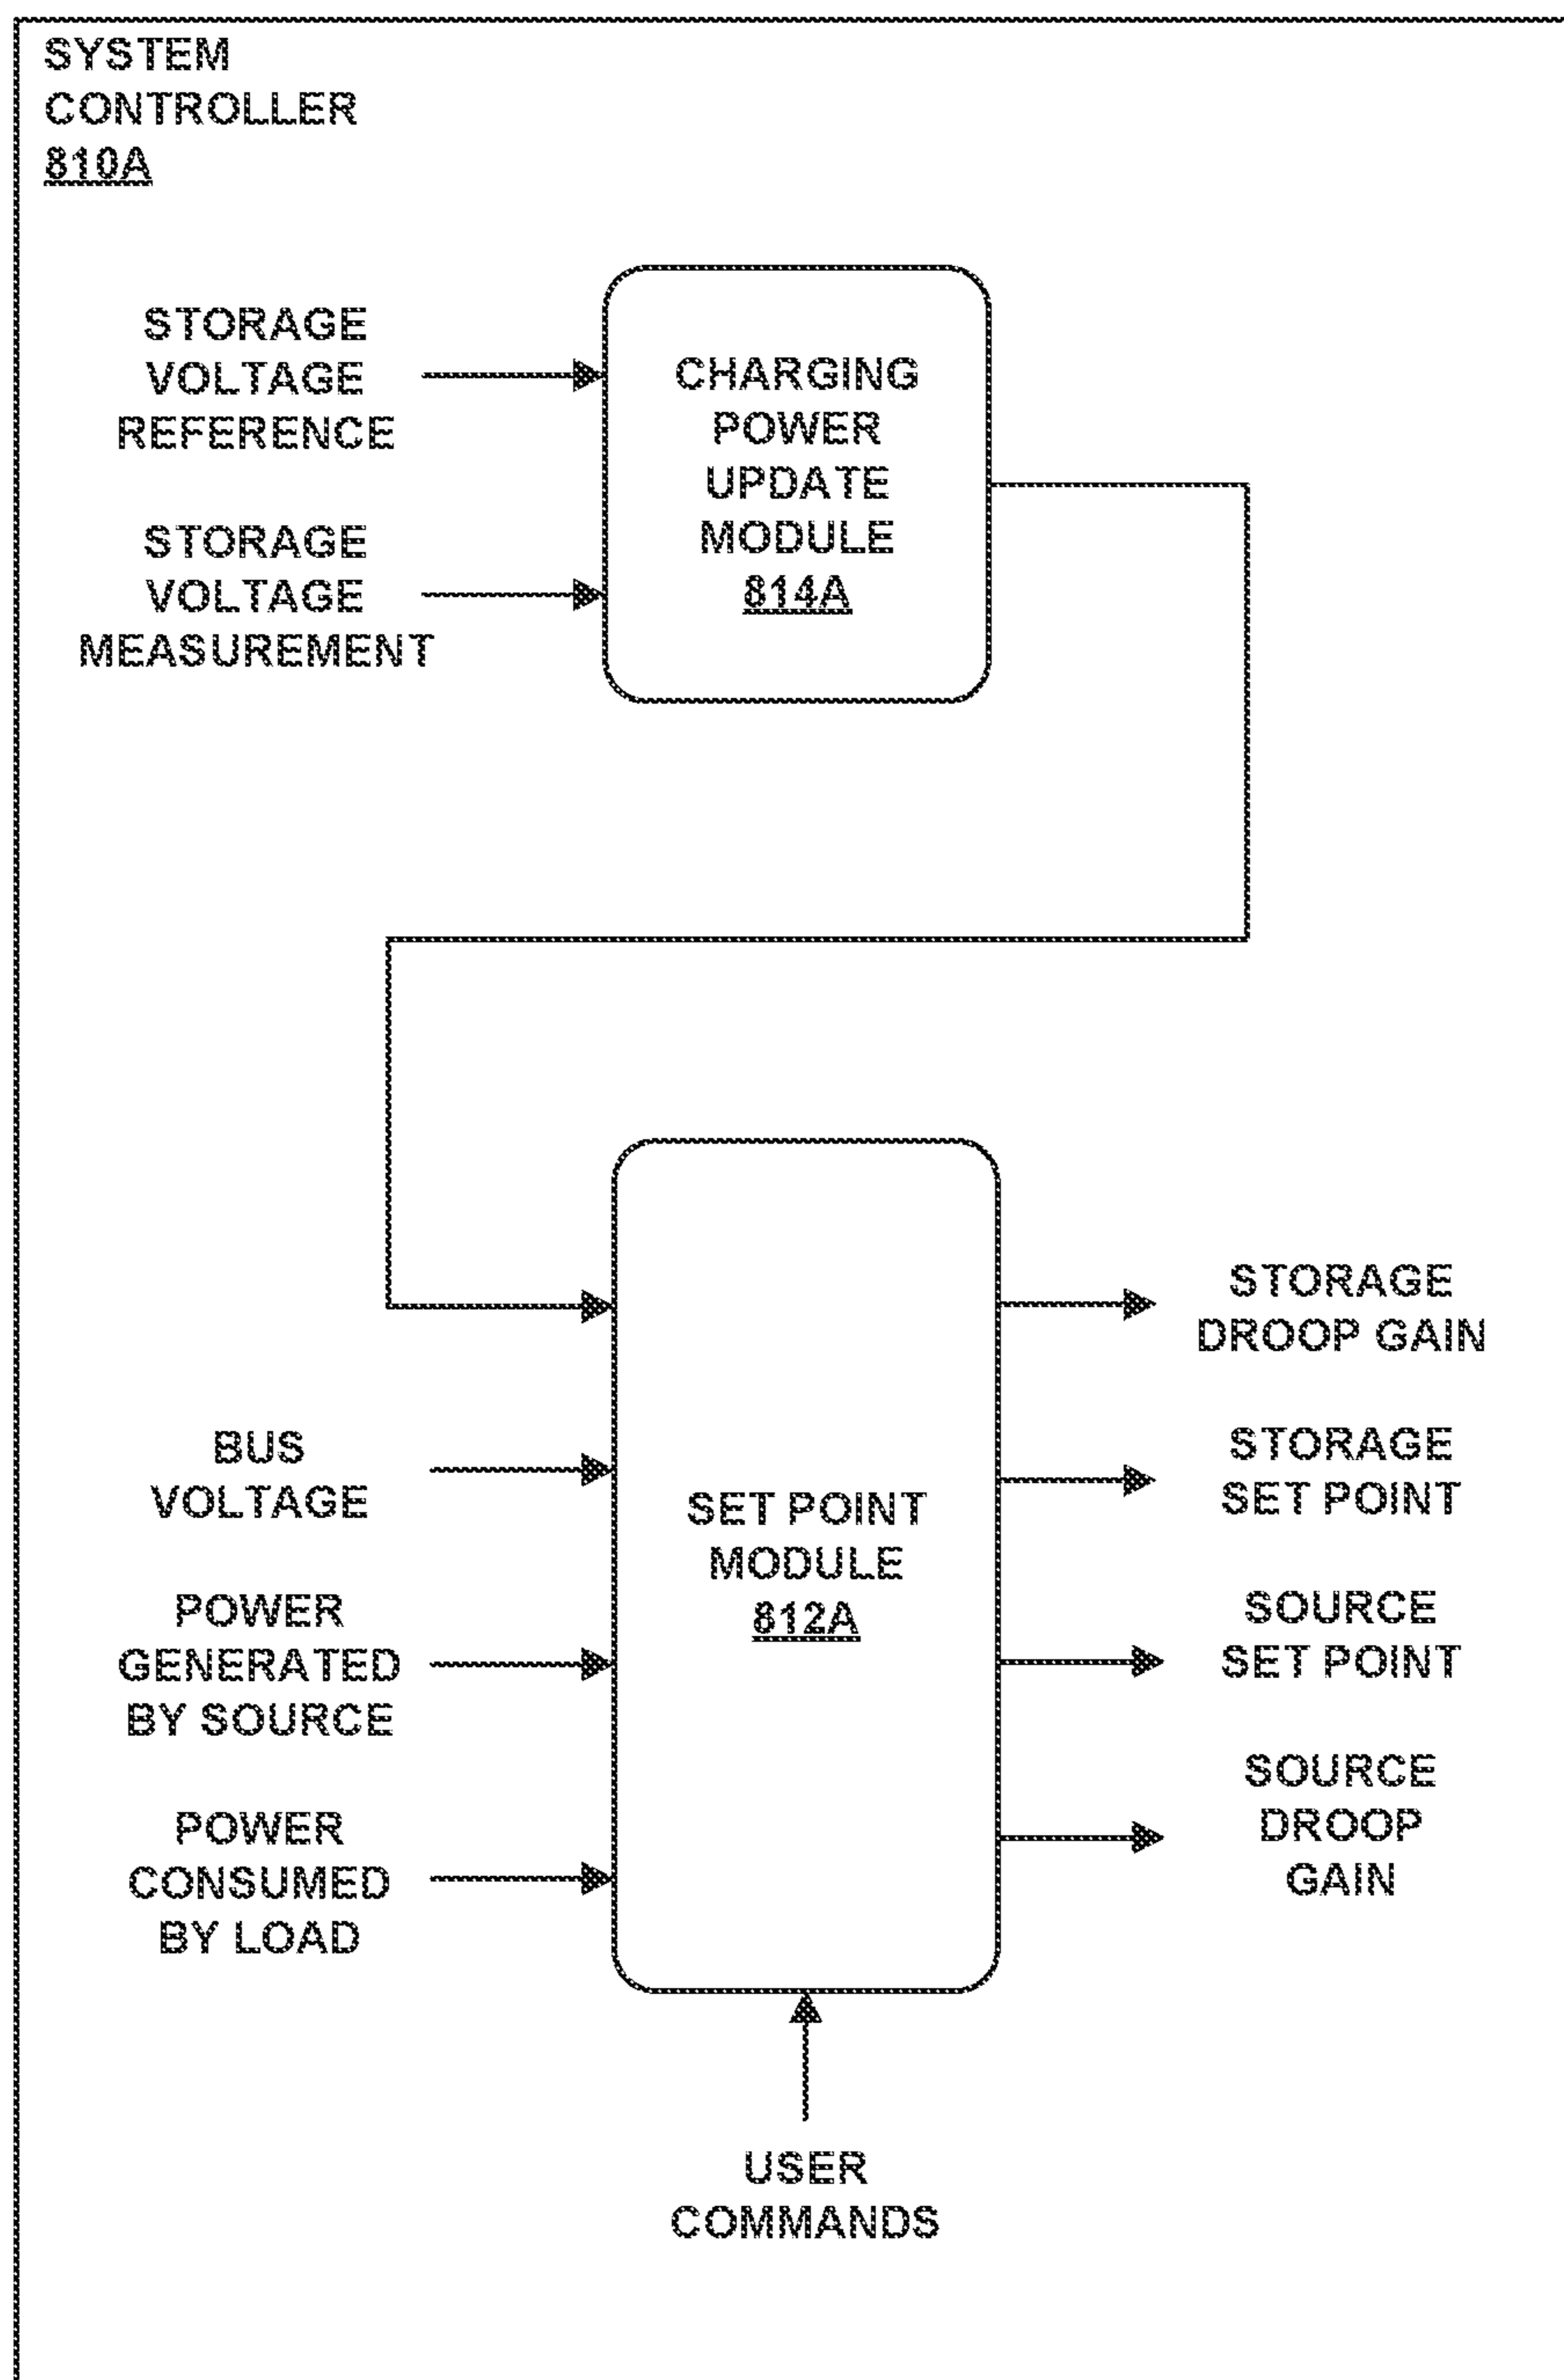 SYSTEM
CONTROLLER
810A
STORAGE
VOLTAGE
REFERENCE
STORAGE
VOLTAGE
MEASUREMENT
CHARGING
POWER
UPDATE
MODULE
814A
BUS
VOLTAGE
POWER
GENERATED
BY SOURCE
POWER
CONSUMED
BY LOAD
SET POINT
MODULE
812A
STORAGE
DROOP GAIN
STORAGE
SET POINT
SOURCE
SET POINT
SOURCE
DROOP
GAIN
USER
COMMANDS